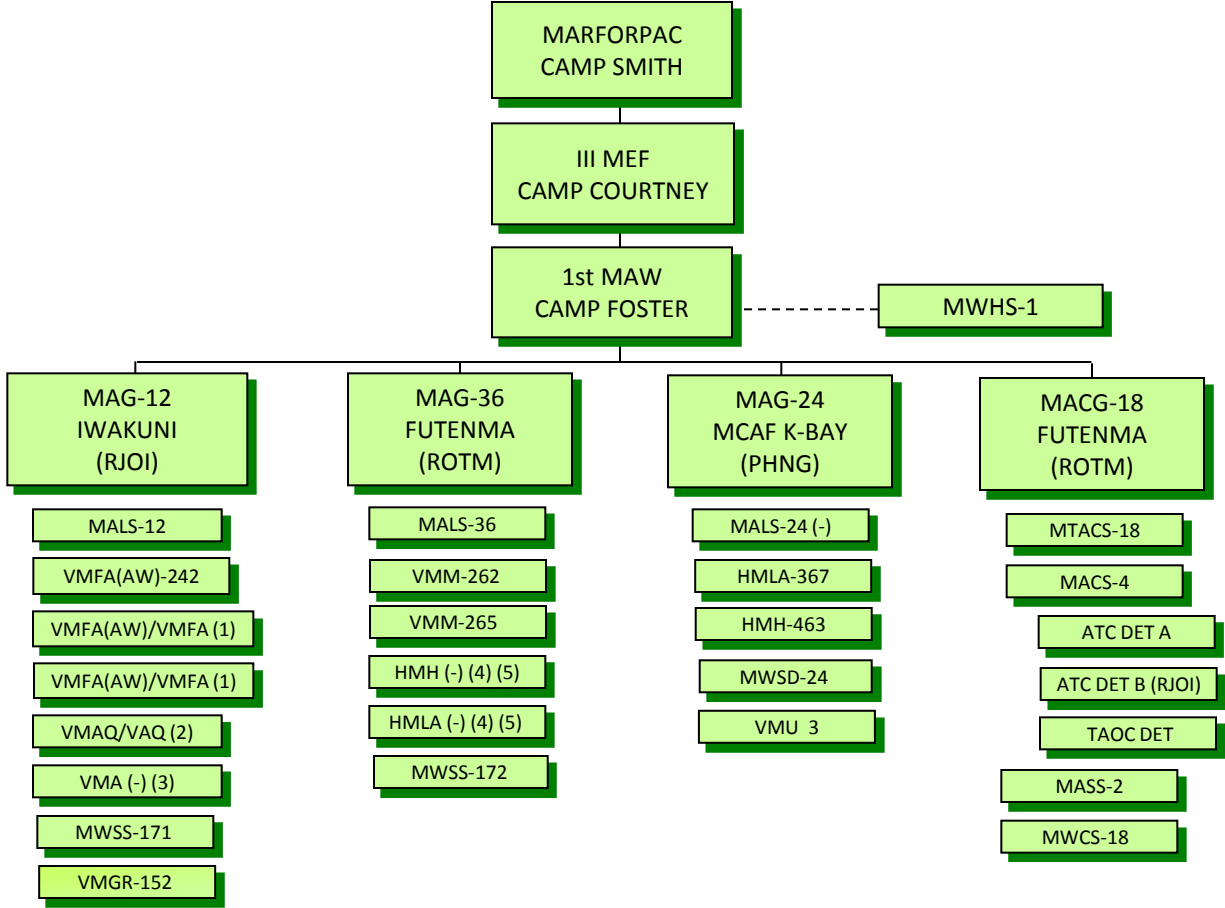 MARFORPAC
CAMP SMITH
III MEF
CAMP COURTNEY
1st MAW
CAMP FOSTER
MWHS-1
MAG-12
IWAKUNI
(RJOI)
MALS-12
VMFA(AW)-242
VMFA(AW)/VMFA (1)
VMFA(AW)/VMFA (1)
VMAQ/VAQ (2)
VMA (-) (3)
MWSS-171
VMGR-152
MAG-36
FUTENMA
(ROTM)
MALS-36
VMM-262
VMM-265
HMH (-) (4) (5)
HMLA (-) (4) (5)
MWSS-172
MAG-24
MCAF K-BAY
(PHNG)
MALS-24 (-)
HMLA-367
HMH-463
MWSD-24
VMU 3
MACG-18
FUTENMA
(ROTM)
MTACS-18
MACS-4
ATC DET A
ATC DET B (RJOI)
TAOC DET
MASS-2
MWCS-18